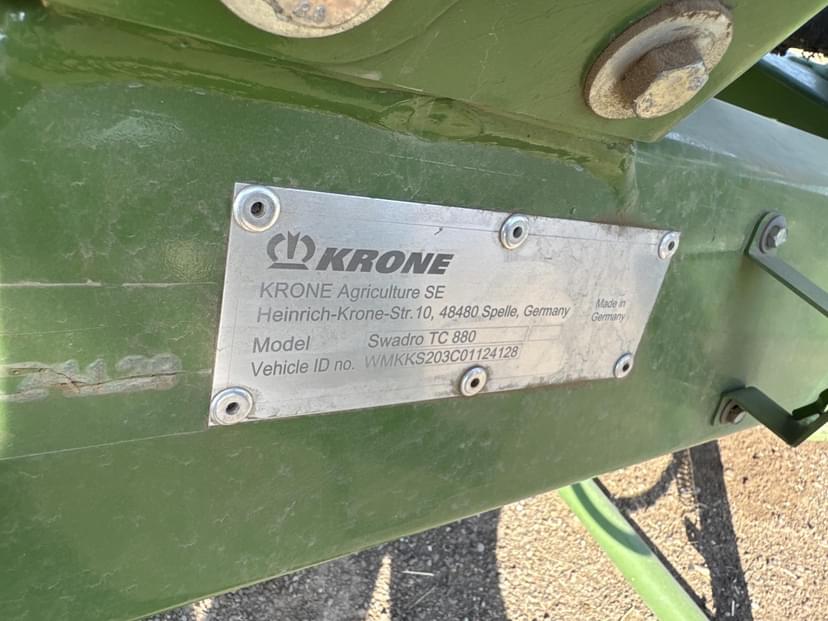 KRONE
KRONE Agriculture SE
Heinrich-Krone-Str. 10, 48480 Spelle, Germany
Made in
Germany
Model Swadro TC 880
Vehicle ID no. WMKKS203C01124128